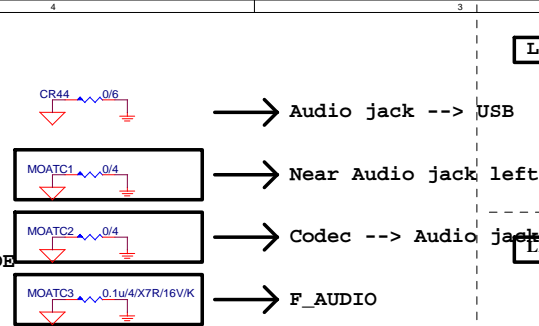 4 3
L
CR44 0/6
Audio jack --> USB
MOATC1 0/4
Near Audio jack left
MOATC2 0/4
Codec --> Audio jack
L
DE
MOATC3 0.1u/4/X7R/16V/K
F_AUDIO